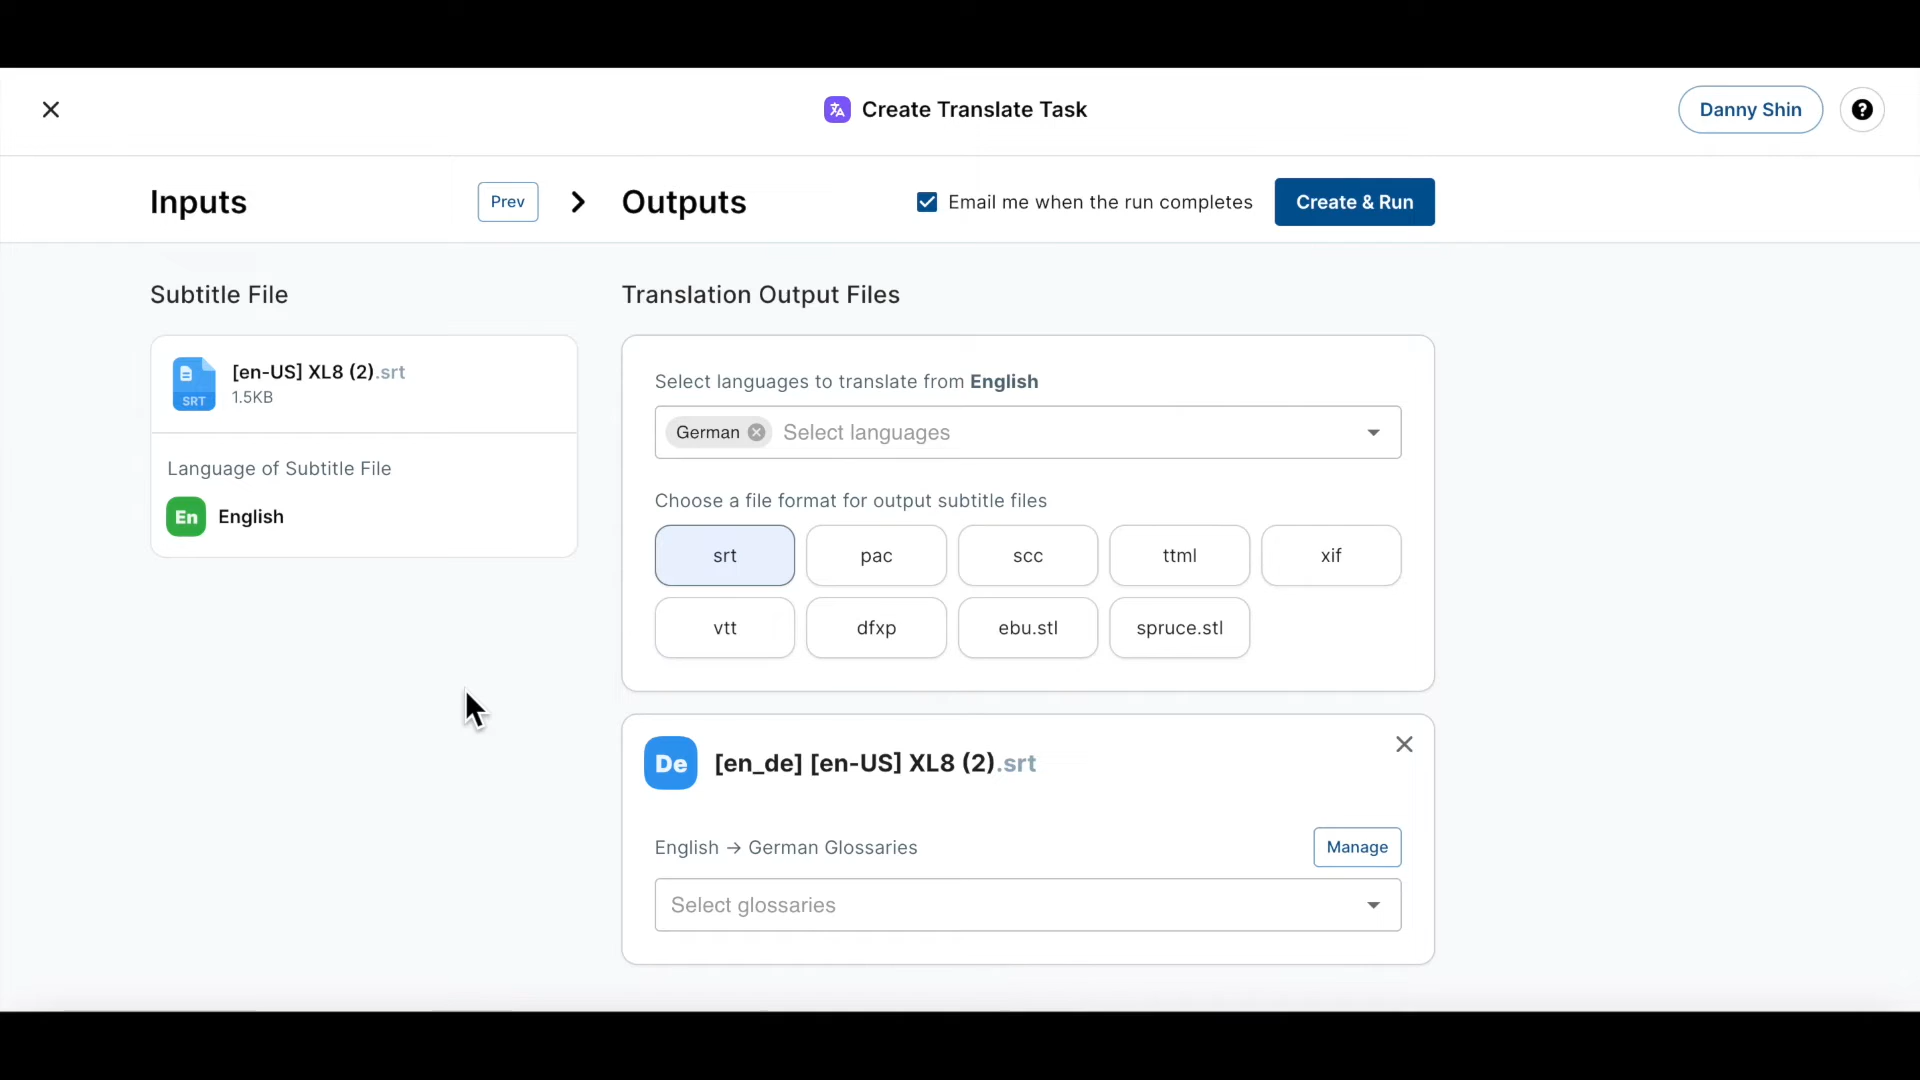 Create Translate Task
Danny Shin
?
Inputs
Prev
Outputs
Email me when the run completes
Create & Run
Subtitle File
SRT
[en-US] XL8 (2).srt
1.5KB
Language of Subtitle File
En
English
Translation Output Files
Select languages to translate from English
German
Select languages
Choose a file format for output subtitle files
srt
pac
scc
ttml
xif
vtt
dfxp
ebu.stl
spruce.stl
De
[en_de] [en-US] XL8 (2).srt
English → German Glossaries
Manage
Select glossaries